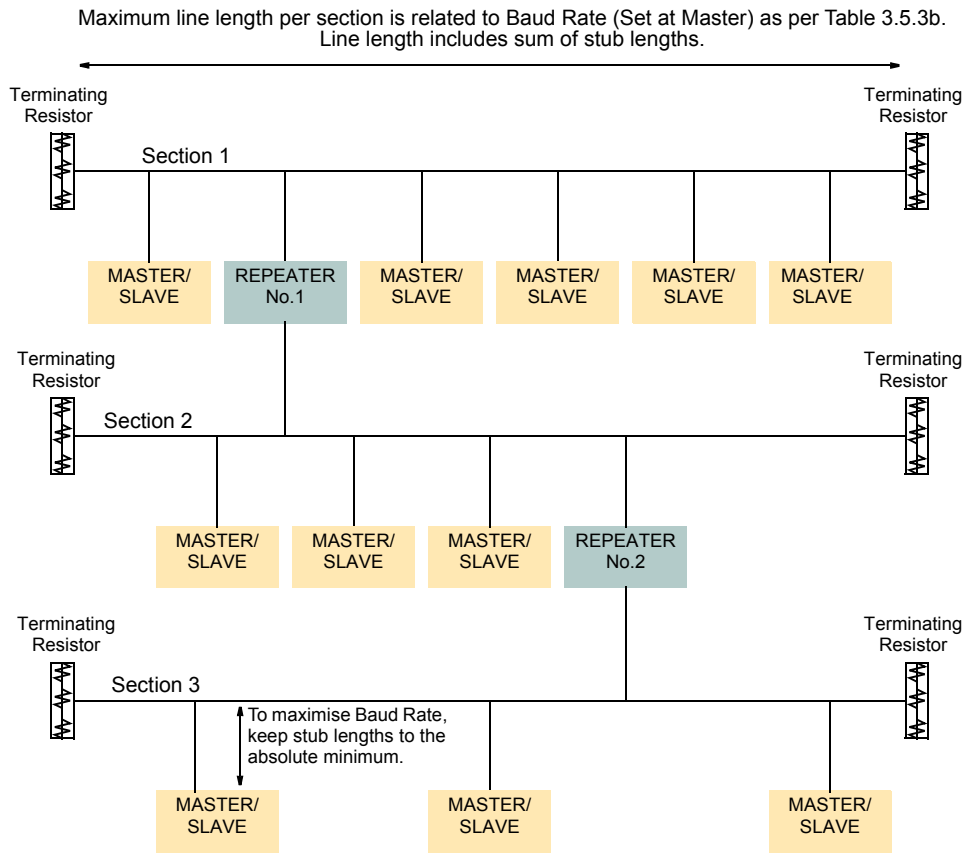 Maximum line length per section is related to Baud Rate (Set at Master) as per Table 3.5.3b.
Line length includes sum of stub lengths.
Terminating
Resistor
Terminating
Resistor
Section 1
MASTER/
SLAVE
REPEATER
No.1
MASTER/
SLAVE
MASTER/
SLAVE
MASTER/
SLAVE
MASTER/
SLAVE
Terminating
Resistor
Terminating
Resistor
Section 2
MASTER/
SLAVE
MASTER/
SLAVE
MASTER/
SLAVE
REPEATER
No.2
Terminating
Resistor
Terminating
Resistor
Section 3
To maximise Baud Rate,
keep stub lengths to the
absolute minimum.
MASTER/
SLAVE
MASTER/
SLAVE
MASTER/
SLAVE